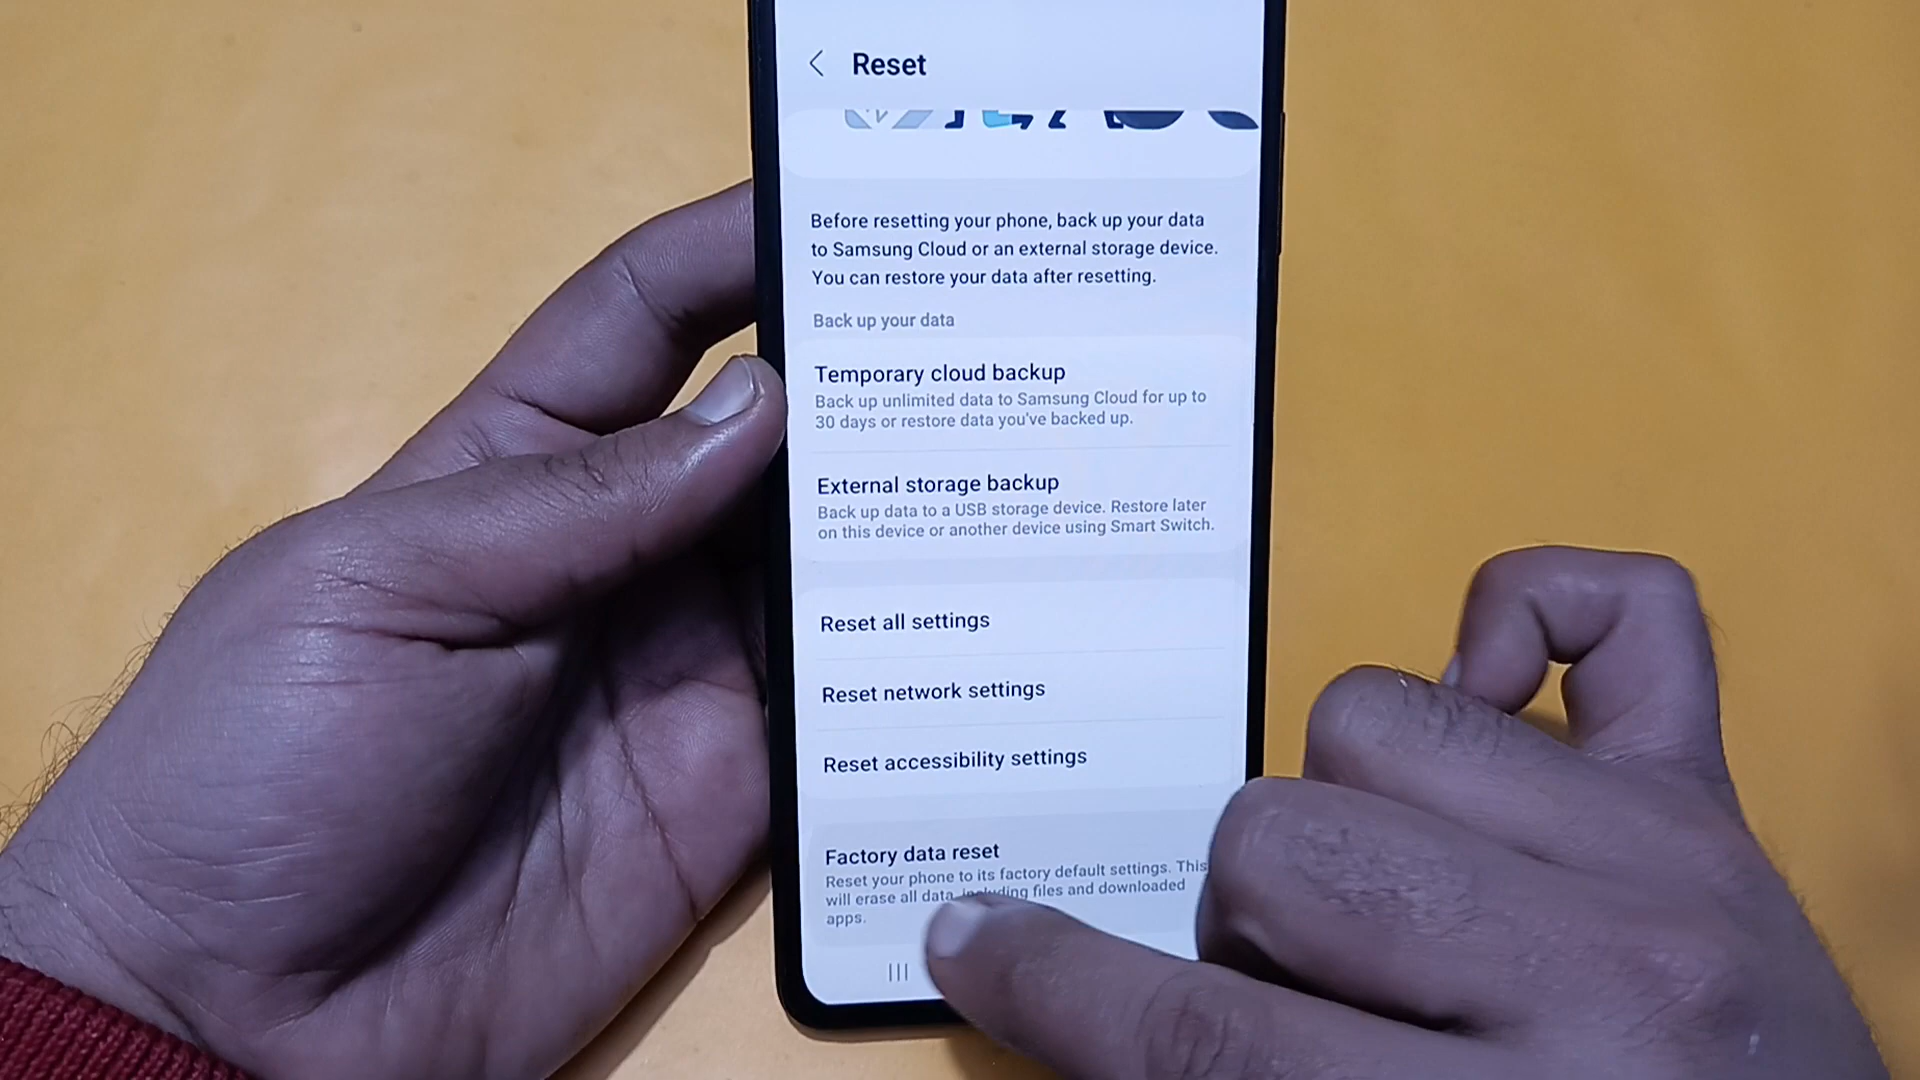 Reset
Before resetting your phone, back up your data
to Samsung Cloud or an external storage device.
You can restore your data after resetting.
Back up your data
Temporary cloud backup
Back up unlimited data to Samsung Cloud for up to
30 days or restore data you've backed up.
External storage backup
Back up data to a USB storage device. Restore later
on this device or another device using Smart Switch.
Reset all settings
Reset network settings
Reset accessibility settings
Factory data reset
Reset your phone to its factory default settings. This
will erase all data, including files and downloaded
apps.